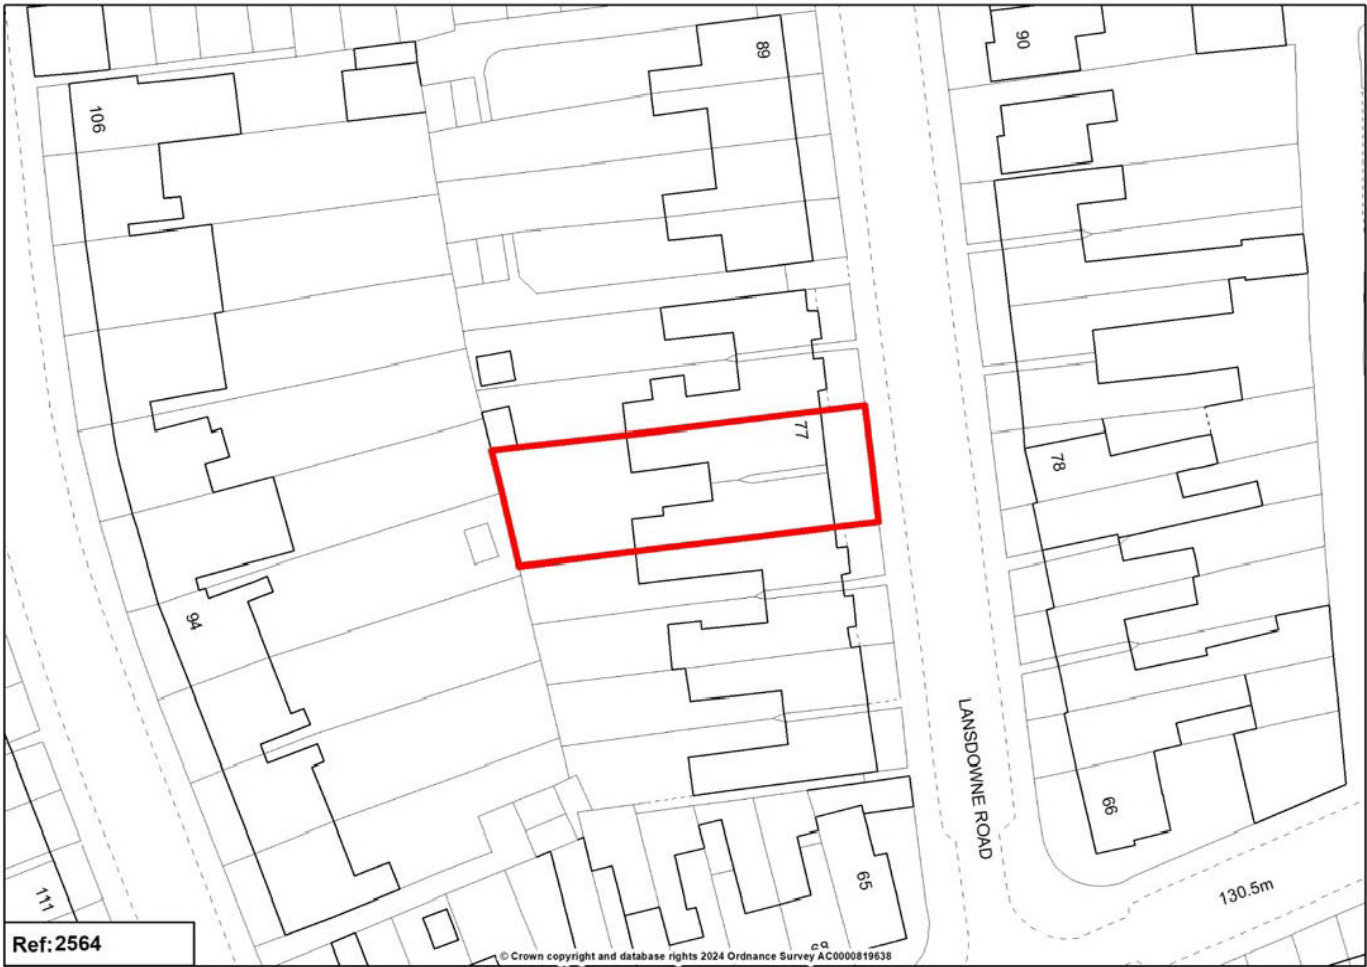 89
90
106
77
78
94
LANSDOWNE ROAD
66
65
111
130.5m
Ref:2564
© Crown copyright and database rights 2024 Ordnance Survey AC0000819638